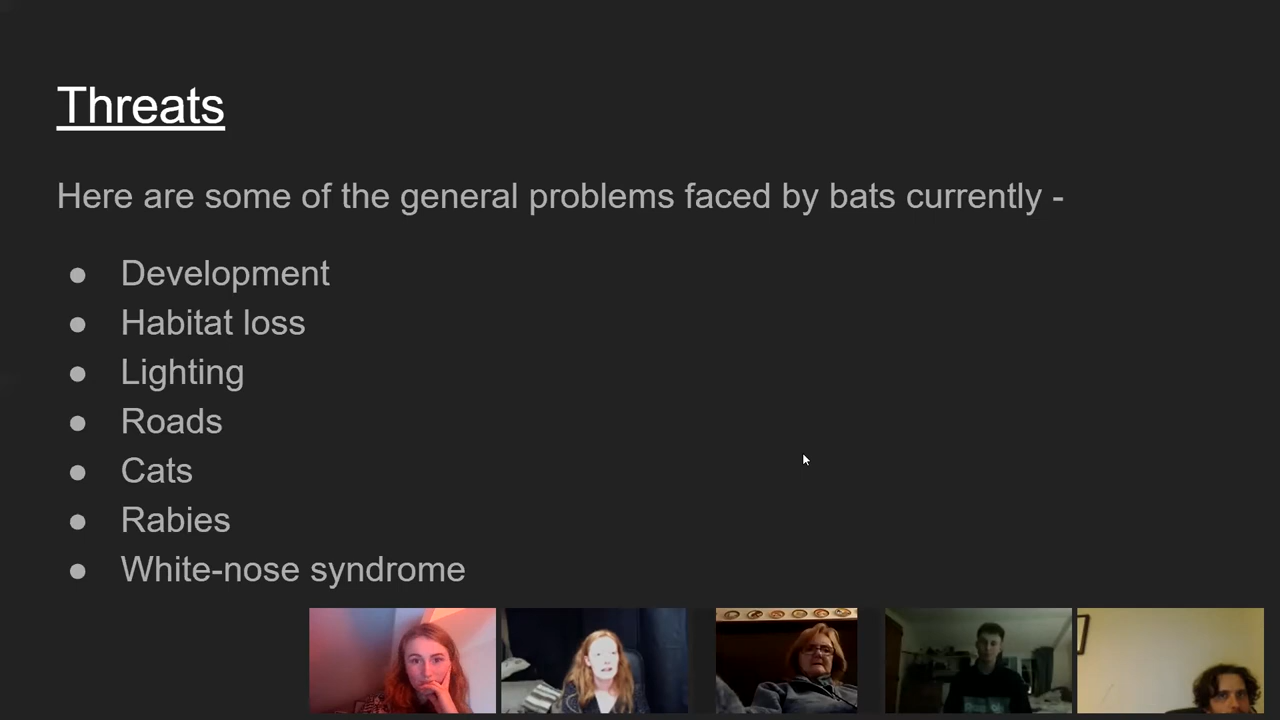 Threats
Here are some of the general problems faced by bats currently -
● Development
● Habitat loss
● Lighting
● Roads
● Cats
● Rabies
● White-nose syndrome